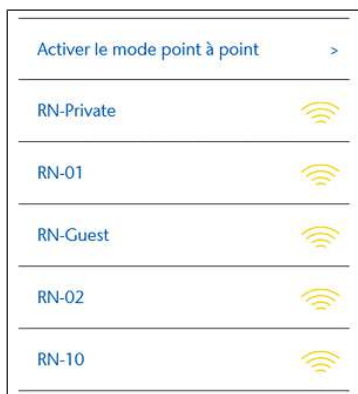 Activer le mode point à point >
RN-Private
RN-01
RN-Guest
RN-02
RN-10